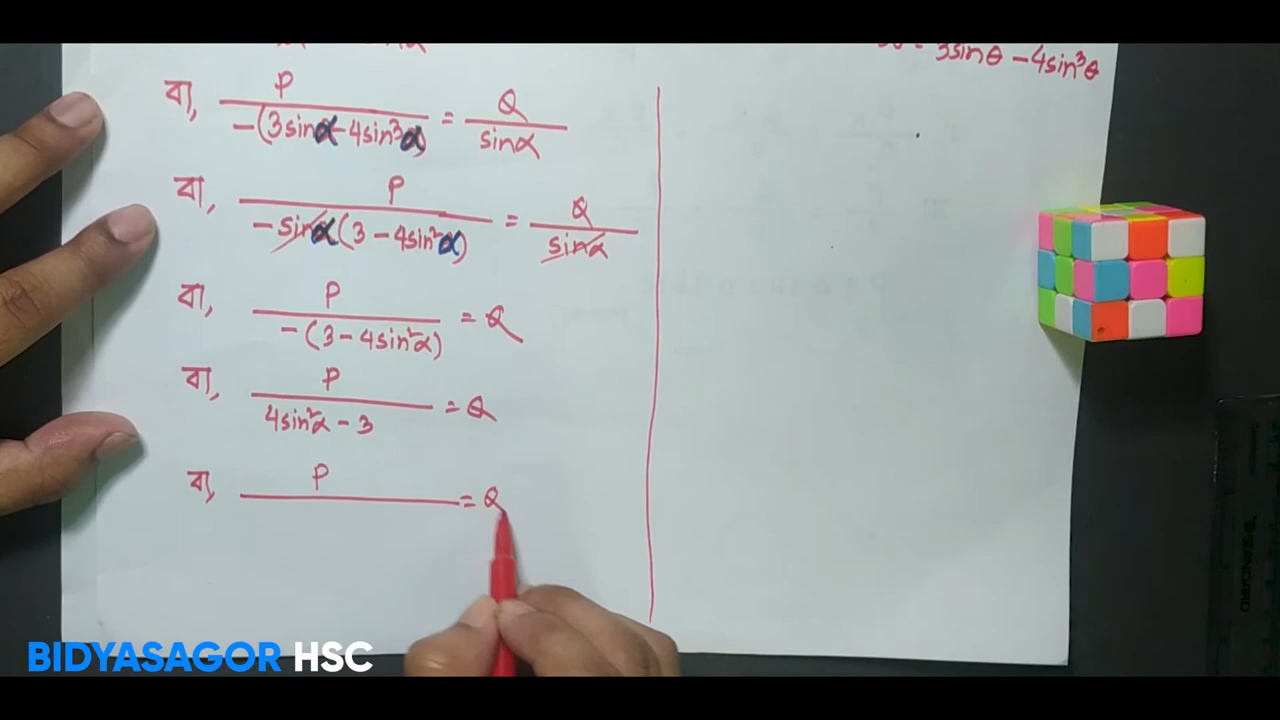 3sinθ - 4sin³θ
বা, P / -(3sinα - 4sin³α) = Q / sinα
বা, P / -sinα(3 - 4sin²α) = Q / sinα
বা, P / -(3 - 4sin²α) = Q
বা, P / 4sin²α - 3 = Q
বা, P / = Q
BIDYASAGOR HSC